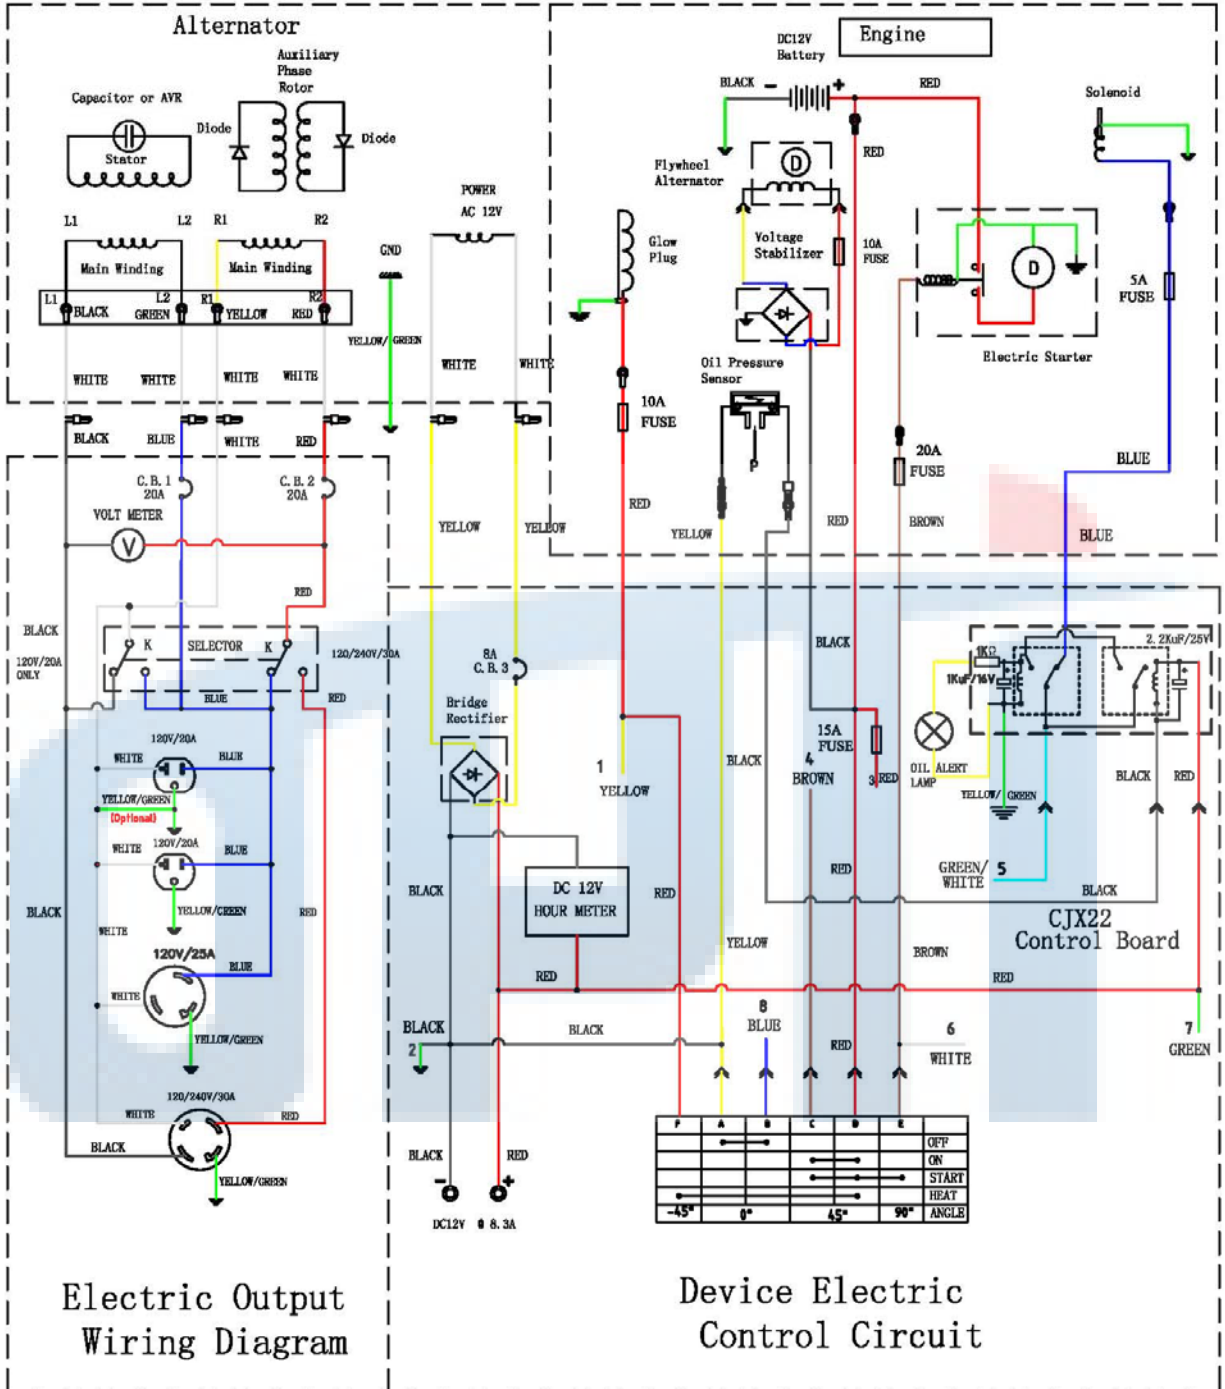 Alternator
Capacitor or AVR
Stator
Auxiliary
Phase
Rotor
Diode
Diode
L1
L2
R1
R2
Main Winding
Main Winding
L1
BLACK
L2
GREEN
R1
YELLOW
R2
RED
WHITE
WHITE
WHITE
WHITE
GND
YELLOW/GREEN
POWER
AC 12V
WHITE
WHITE
Engine
DC12V
Battery
BLACK
-
+
RED
RED
Solenoid
Flywheel
Alternator
D
Voltage
Stabilizer
10A
FUSE
Glow
Plug
D
5A
FUSE
Electric Starter
Oil Pressure
Sensor
P
10A
FUSE
20A
FUSE
RED
YELLOW
RED
BROWN
BLUE
BLUE
BLACK
BLUE
WHITE
RED
C.B.1
20A
C.B.2
20A
VOLT METER
V
RED
BLACK
120V/20A
ONLY
K
SELECTOR
K
120/240V/30A
BLUE
RED
120V/20A
WHITE
BLUE
YELLOW/GREEN
(Optional)
120V/20A
WHITE
BLUE
YELLOW/GREEN
BLACK
RED
WHITE
120V/25A
BLUE
WHITE
YELLOW/GREEN
120/240V/30A
WHITE
RED
BLACK
YELLOW/GREEN
Electric Output
Wiring Diagram
YELLOW
YELLOW
8A
C.B.3
Bridge
Rectifier
1
YELLOW
BLACK
BLACK
15A
FUSE
4
BROWN
3
RED
1KΩ
1KuF/16V
2.2KuF/25V
OIL ALERT
LAMP
YELLOW/GREEN
BLACK
RED
GREEN/
WHITE
5
BLACK
CJX22
Control Board
BLACK
DC 12V
HOUR METER
RED
RED
RED
YELLOW
BROWN
RED
BLACK
2
BLACK
8
BLUE
RED
6
WHITE
7
GREEN
BLACK
RED
-
+
DC12V @ 8.3A
F A B C D E
OFF
ON
START
HEAT
-45° 0° 45° 90° ANGLE
Device Electric
Control Circuit